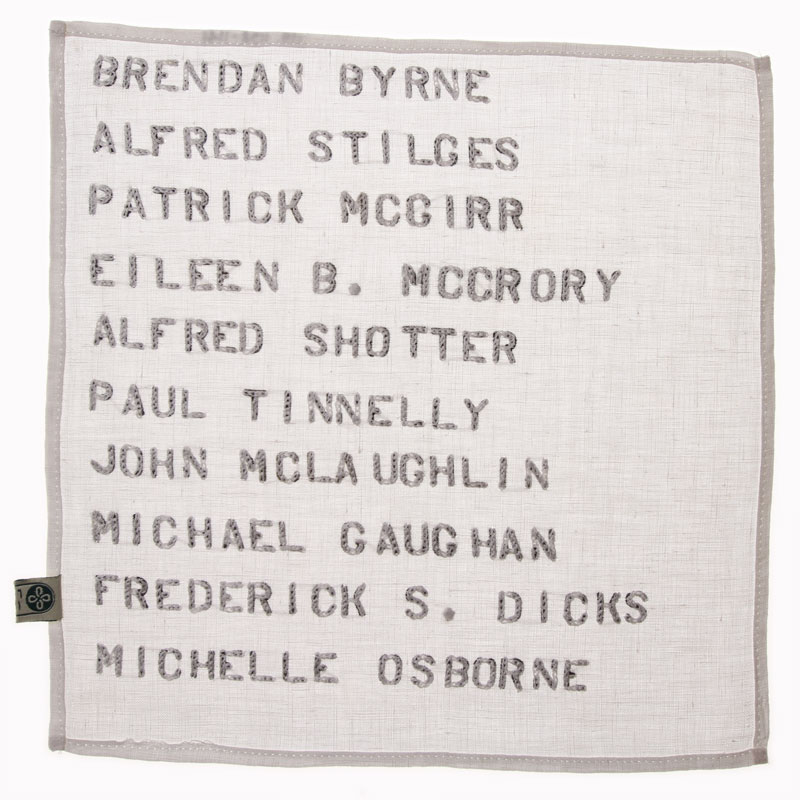 BRENDAN BYRNE
ALFRED STILGES
PATRICK MCGIRR
EILEEN B. MCCRORY
ALFRED SHOTTER
PAUL TINNELLY
JOHN MCLAUGHLIN
MICHAEL GAUGHAN
FREDERICK S. DICKS
MICHELLE OSBORNE